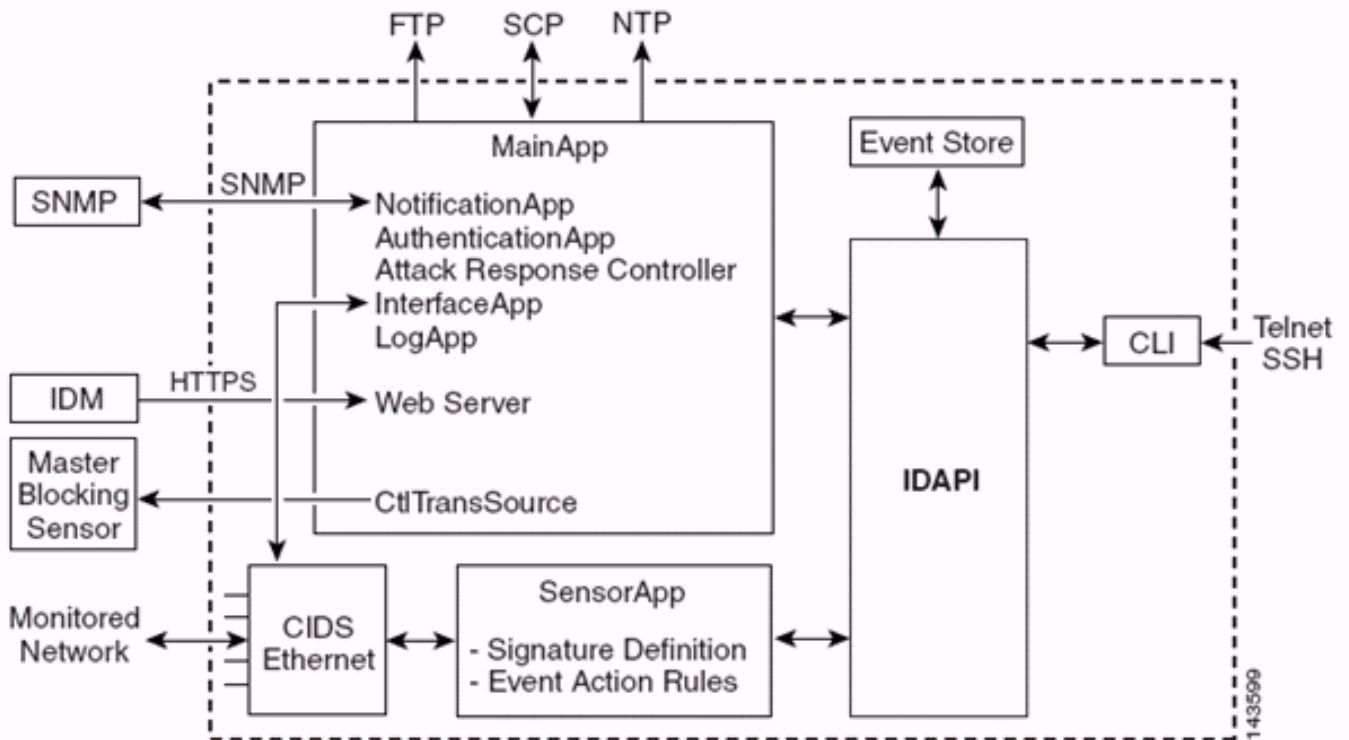 FTP
SCP
NTP
MainApp
Event Store
SNMP
SNMP
NotificationApp
AuthenticationApp
Attack Response Controller
InterfaceApp
LogApp
CLI
Telnet
SSH
IDM
HTTPS
Web Server
Master
Blocking
Sensor
CtlTransSource
IDAPI
Monitored
Network
CIDS
Ethernet
SensorApp
- Signature Definition
- Event Action Rules
143599